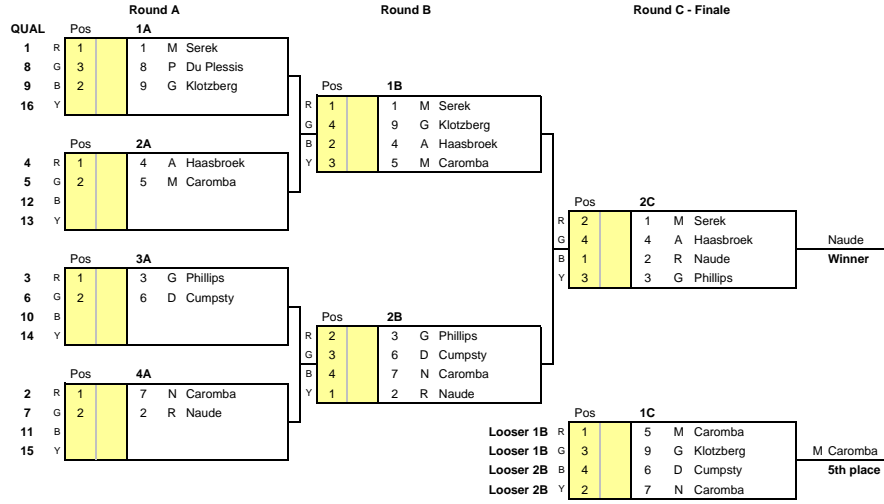 Round A Round B Round C - Finale
QUAL Pos 1A
1 R 1 1 M Serek
8 G 3 8 P Du Plessis
9 B 2 9 G Klotzberg
16 Y
Pos 2A
4 R 1 4 A Haasbroek
5 G 2 5 M Caromba
12 B
13 Y
Pos 3A
3 R 1 3 G Phillips
6 G 2 6 D Cumpsty
10 B
14 Y
Pos 4A
2 R 1 7 N Caromba
7 G 2 2 R Naude
11 B
15 Y
Pos 1B
R 1 1 M Serek
G 4 9 G Klotzberg
B 2 4 A Haasbroek
Y 3 5 M Caromba
Pos 2B
R 2 3 G Phillips
G 3 6 D Cumpsty
B 4 7 N Caromba
Y 1 2 R Naude
Pos 2C
R 2 1 M Serek
G 4 4 A Haasbroek
B 1 2 R Naude
Y 3 3 G Phillips
Naude
Winner
Pos 1C
Looser 1B R 1 5 M Caromba
Looser 1B G 3 9 G Klotzberg
Looser 2B B 4 6 D Cumpsty
Looser 2B Y 2 7 N Caromba
M Caromba
5th place